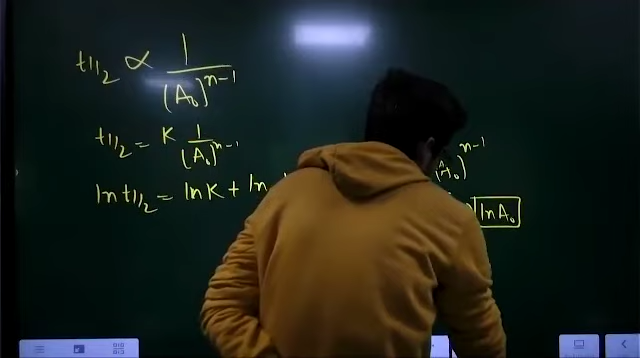 t1/2 ∝ 1/(A₀)ⁿ⁻¹
t1/2 = K 1/(A₀)ⁿ⁻¹
(A₀)ⁿ⁻¹
ln t1/2 = ln K + ln
ln A₀